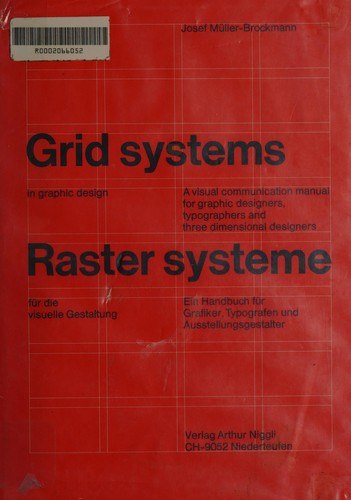 Josef Müller-Brockmann
R0002066052
Grid systems
in graphic design
A visual communication manual
for graphic designers,
typographers and
three dimensional designers
Raster systeme
für die
visuelle Gestaltung
Ein Handbuch für
Grafiker, Typografen und
Ausstellungsgestalter
Verlag Arthur Niggli
CH-9052 Niederteufen